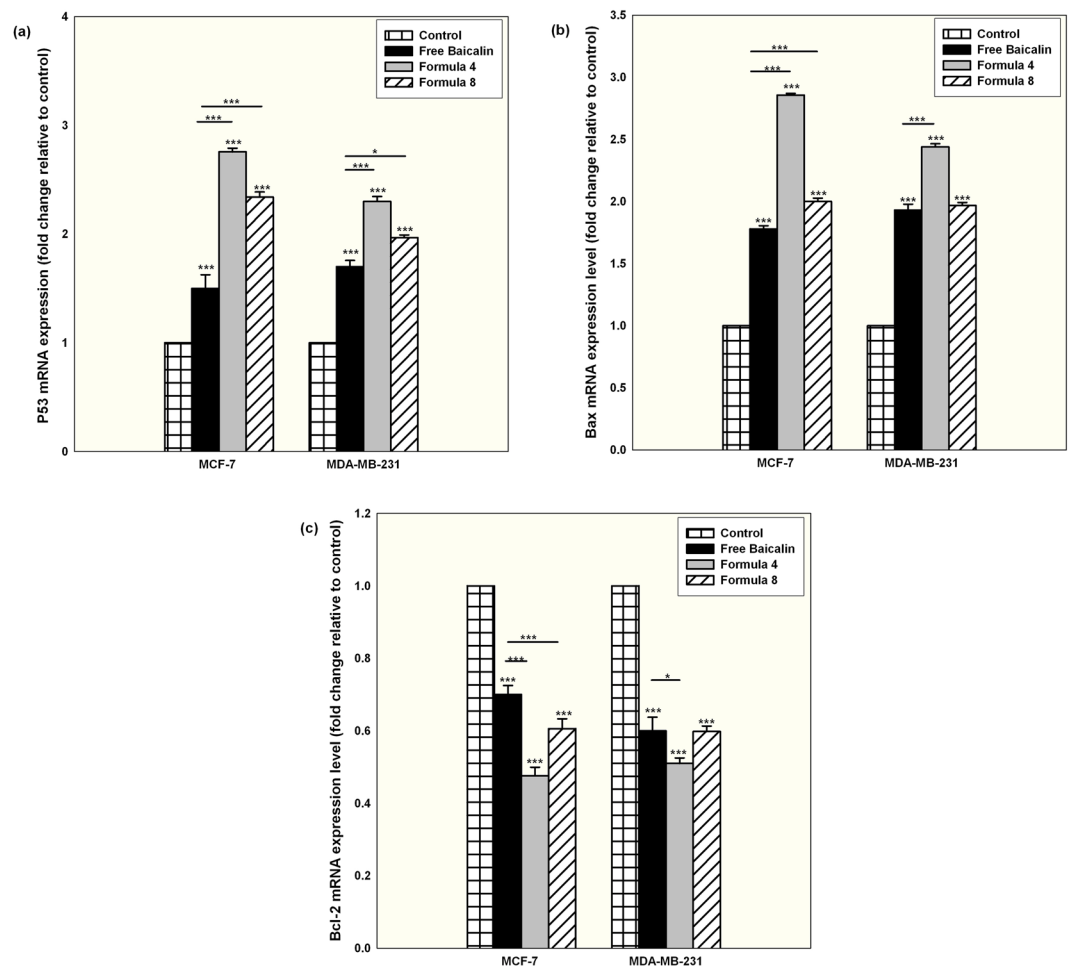 (a)
P53 mRNA expression (fold change relative to control)
4
3
2
1
0
Control
Free Baicalin
Formula 4
Formula 8
***
***
***
***
***
*
***
***
***
***
MCF-7
MDA-MB-231
(b)
Bax mRNA expression level (fold change relative to control)
3.5
3.0
2.5
2.0
1.5
1.0
0.5
0.0
Control
Free Baicalin
Formula 4
Formula 8
***
***
***
***
***
***
***
***
***
MCF-7
MDA-MB-231
(c)
Bcl-2 mRNA expression level (fold change relative to control)
1.2
1.0
0.8
0.6
0.4
0.2
0.0
Control
Free Baicalin
Formula 4
Formula 8
***
***
***
***
***
*
***
***
***
MCF-7
MDA-MB-231